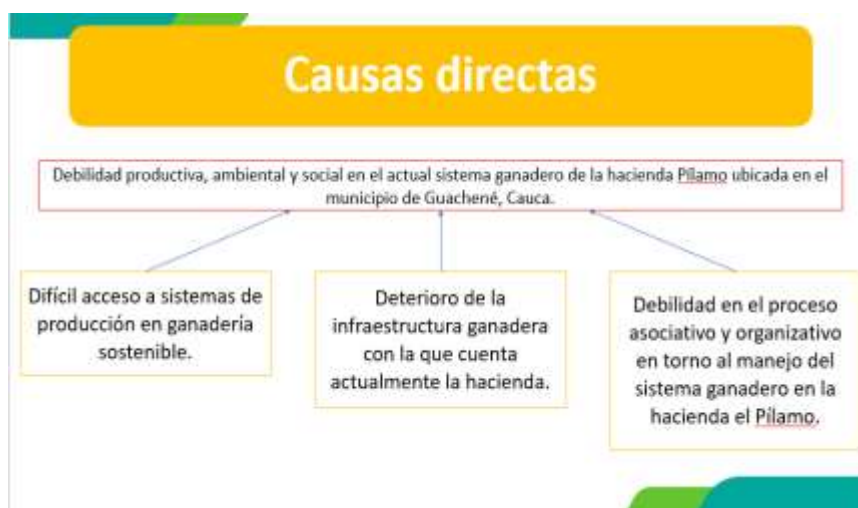 Causas directas
Debilidad productiva, ambiental y social en el actual sistema ganadero de la hacienda Pílamo ubicada en el
municipio de Guachené, Cauca.
Difícil acceso a sistemas de
producción en ganadería
sostenible.
Deterioro de la
infraestructura ganadera
con la que cuenta
actualmente la hacienda.
Debilidad en el proceso
asociativo y organizativo
en torno al manejo del
sistema ganadero en la
hacienda el Pílamo.